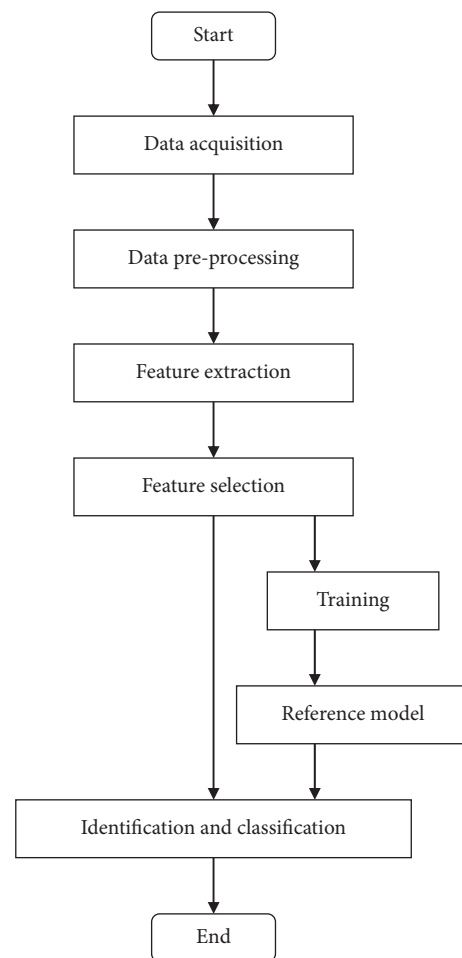 Start
Data acquisition
Data pre-processing
Feature extraction
Feature selection
Training
Reference model
Identification and classification
End